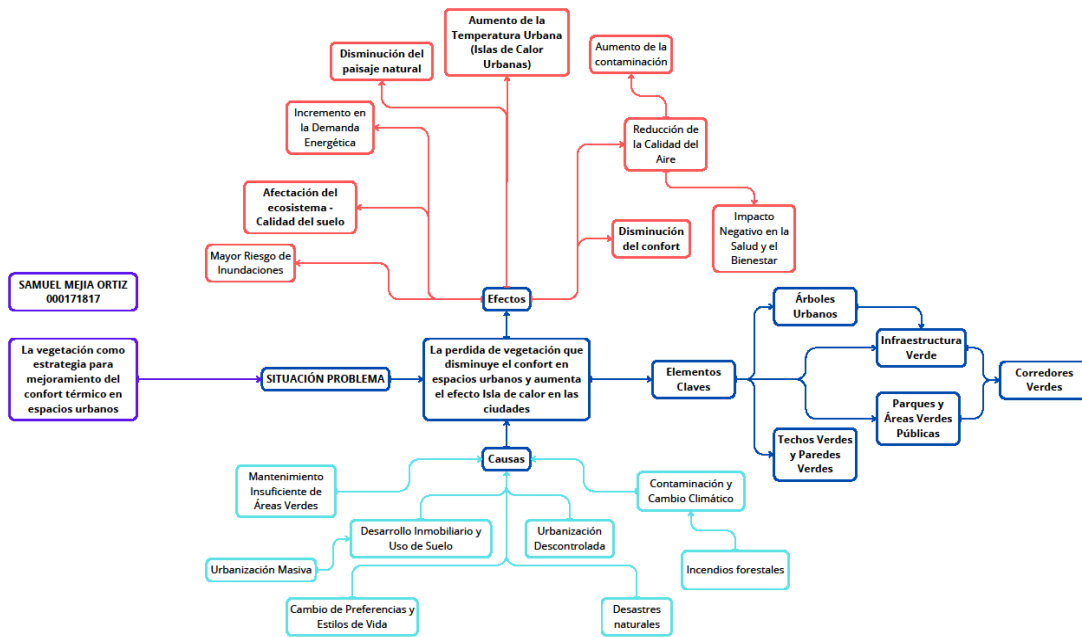 Aumento de la
Temperatura Urbana
(Islas de Calor
Urbanas)
Disminución del
paisaje natural
Aumento de la
contaminación
Incremento en
la Demanda
Energética
Reducción de
la Calidad del
Aire
Afectación del
ecosistema -
Calidad del suelo
Impacto
Negativo en la
Salud y el
Bienestar
Disminución
del confort
Mayor Riesgo de
Inundaciones
SAMUEL MEJIA ORTIZ
000171817
Efectos
Árboles
Urbanos
La vegetación como
estrategia para
mejoramiento del
confort térmico en
espacios urbanos
SITUACIÓN PROBLEMA
La perdida de vegetación que
disminuye el confort en
espacios urbanos y aumenta
el efecto Isla de calor en las
ciudades
Elementos
Claves
Infraestructura
Verde
Corredores
Verdes
Parques y
Áreas Verdes
Públicas
Techos Verdes
y Paredes
Verdes
Causas
Mantenimiento
Insuficiente de
Áreas Verdes
Contaminación y
Cambio Climático
Desarrollo Inmobiliario y
Uso de Suelo
Urbanización
Descontrolada
Urbanización Masiva
Incendios forestales
Cambio de Preferencias y
Estilos de Vida
Desastres
naturales